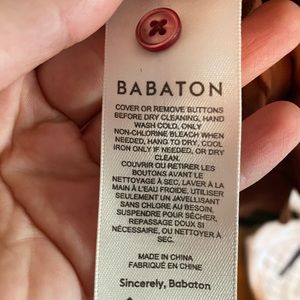 BABATON
COVER OR REMOVE BUTTONS
BEFORE DRY CLEANING, HAND
WASH COLD, ONLY
NON-CHLORINE BLEACH WHEN
NEEDED, HANG TO DRY, COOL
IRON ONLY IF NEEDED, OR DRY
CLEAN.
COUVRIR OU RETIRER LES
BOUTONS AVANT LE
NETTOYAGE À SEC, LAVER À LA
MAIN À L'EAU FROIDE, UTILISER
SEULEMENT UN JAVELLISANT
SANS CHLORE AU BESOIN,
SUSPENDRE POUR SÉCHER,
REPASSAGE DOUX SI
NÉCESSAIRE, OU NETTOYER À
SEC.
MADE IN CHINA
FABRIQUÉ EN CHINE
Sincerely, Babaton